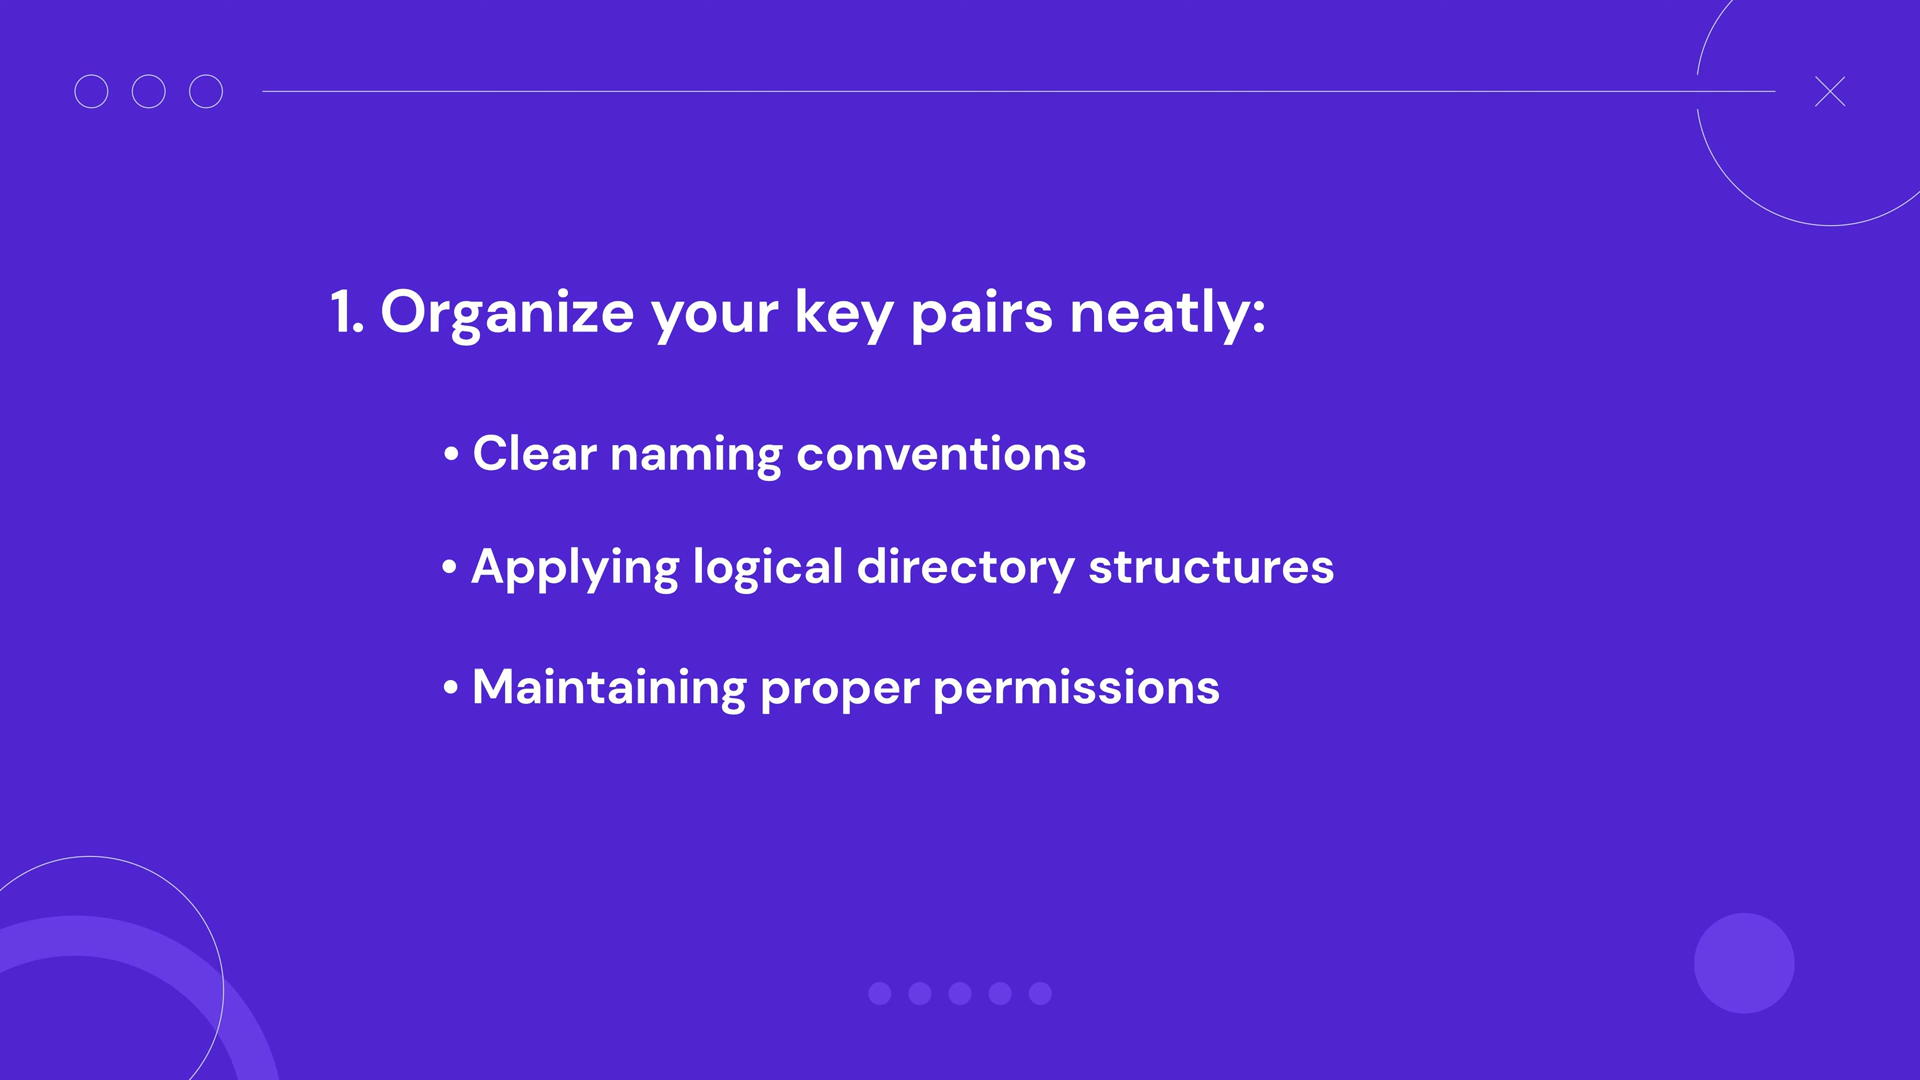 1. Organize your key pairs neatly:
• Clear naming conventions
• Applying logical directory structures
• Maintaining proper permissions